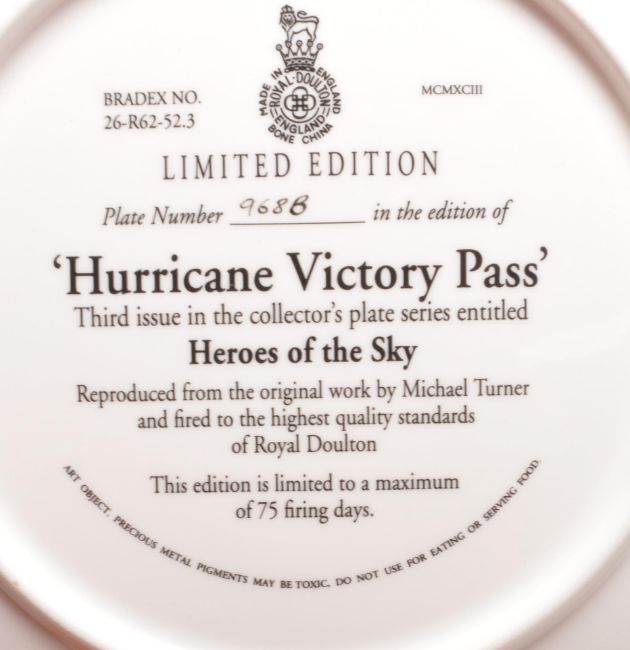 BRADEX NO.
26-R62-52.3
MADE IN ENGLAND
ROYAL·DOULTON
ENGLAND
BONE CHINA
MCMXCIII
LIMITED EDITION
Plate Number 968B in the edition of
‘Hurricane Victory Pass’
Third issue in the collector’s plate series entitled
Heroes of the Sky
Reproduced from the original work by Michael Turner
and fired to the highest quality standards
of Royal Doulton
This edition is limited to a maximum
of 75 firing days.
ART OBJECT. PRECIOUS METAL PIGMENTS MAY BE TOXIC. DO NOT USE FOR EATING OR SERVING FOOD.